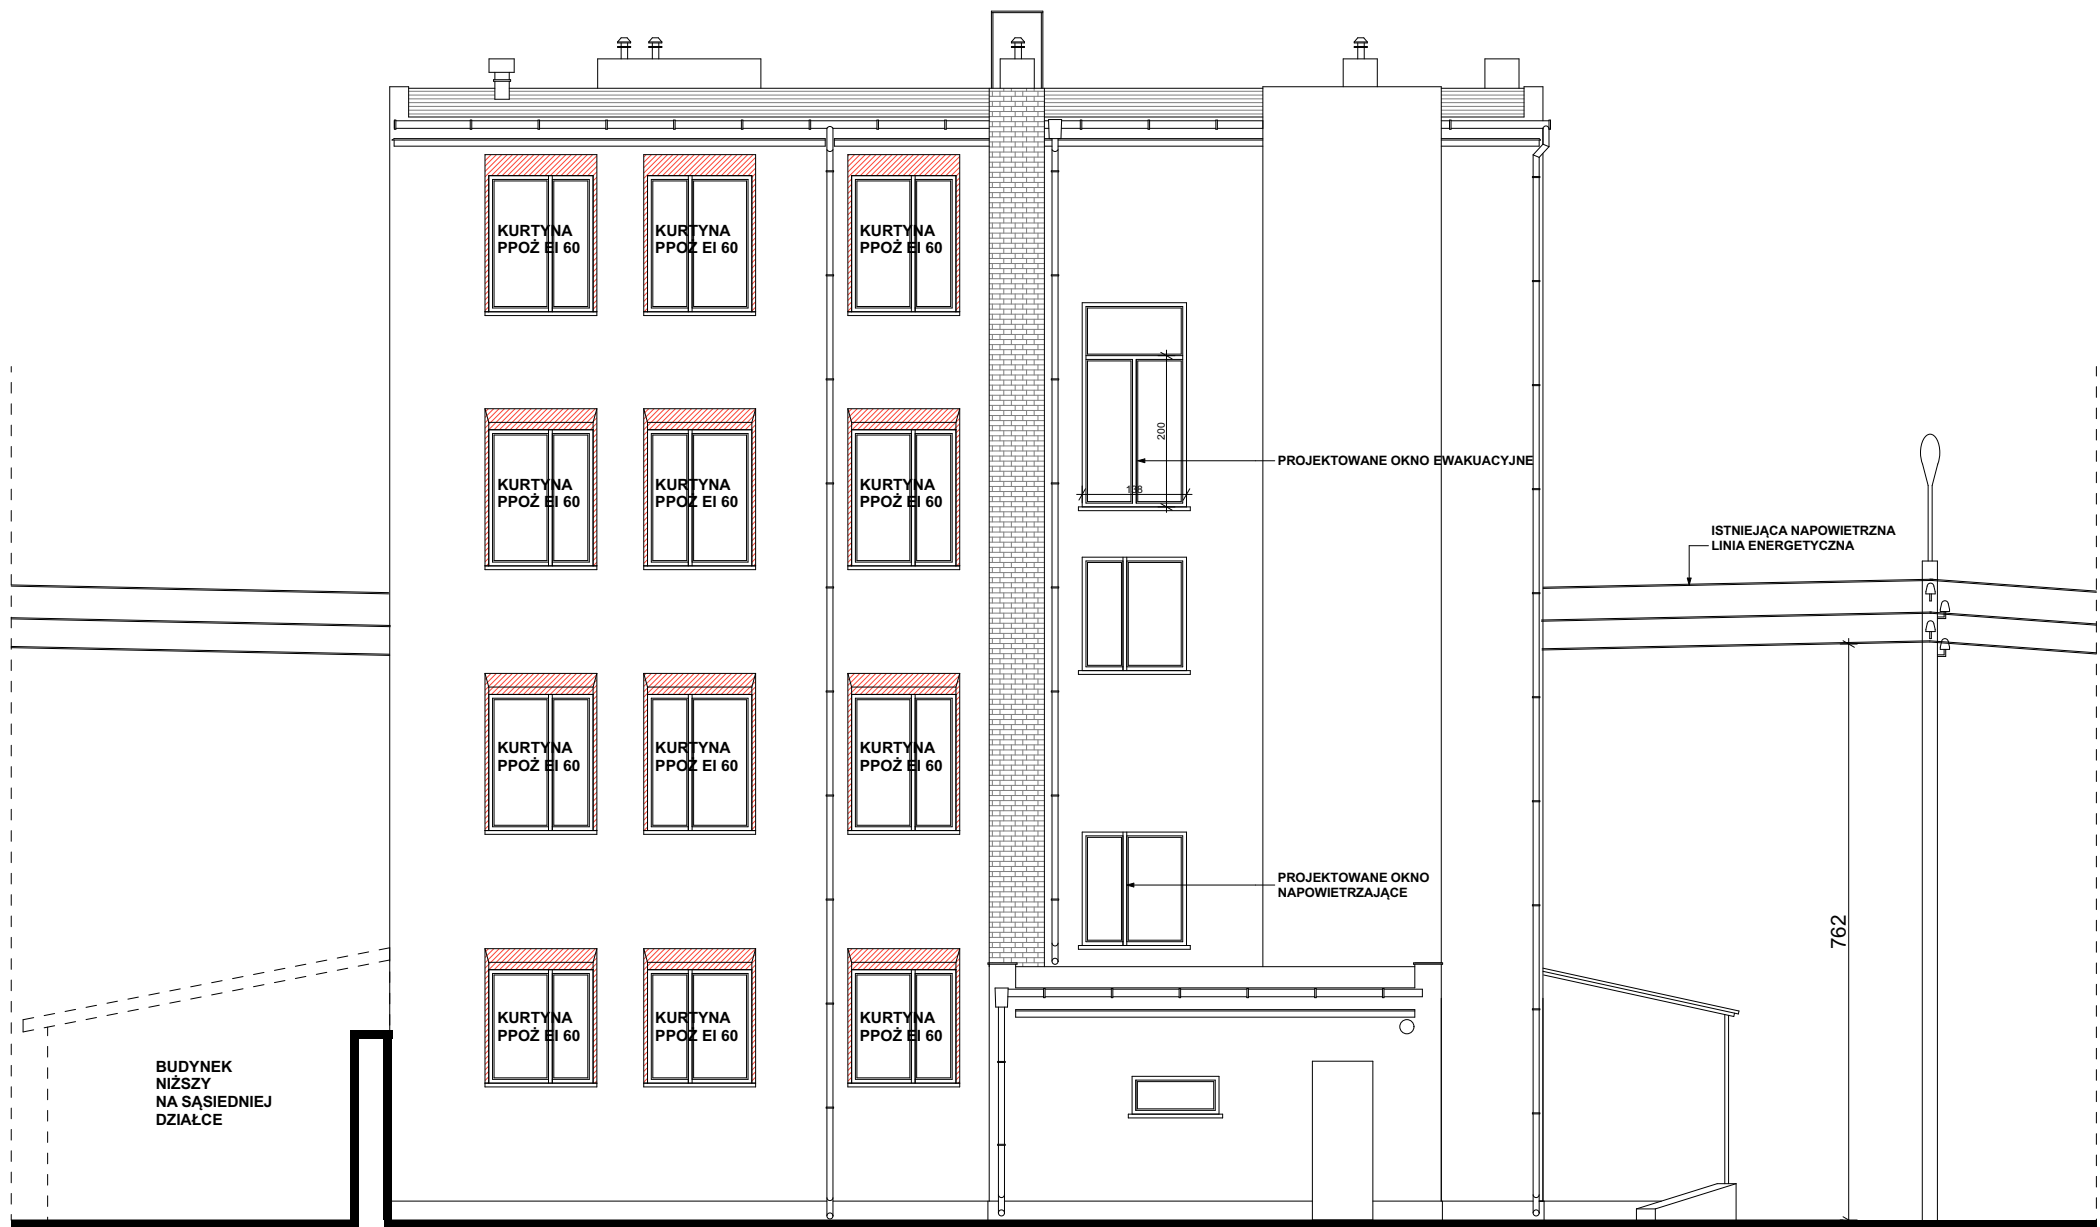 KURTYNA
PPOŻ EI 60
KURTYNA
PPOŻ EI 60
KURTYNA
PPOŻ EI 60
KURTYNA
PPOŻ EI 60
KURTYNA
PPOŻ EI 60
KURTYNA
PPOŻ EI 60
200
138
PROJEKTOWANE OKNO EWAKUACYJNE
ISTNIEJĄCA NAPOWIETRZNA
LINIA ENERGETYCZNA
KURTYNA
PPOŻ EI 60
KURTYNA
PPOŻ EI 60
KURTYNA
PPOŻ EI 60
PROJEKTOWANE OKNO
NAPOWIETRZAJĄCE
762
KURTYNA
PPOŻ EI 60
KURTYNA
PPOŻ EI 60
KURTYNA
PPOŻ EI 60
BUDYNEK
NIŻSZY
NA SĄSIEDNIEJ
DZIAŁCE